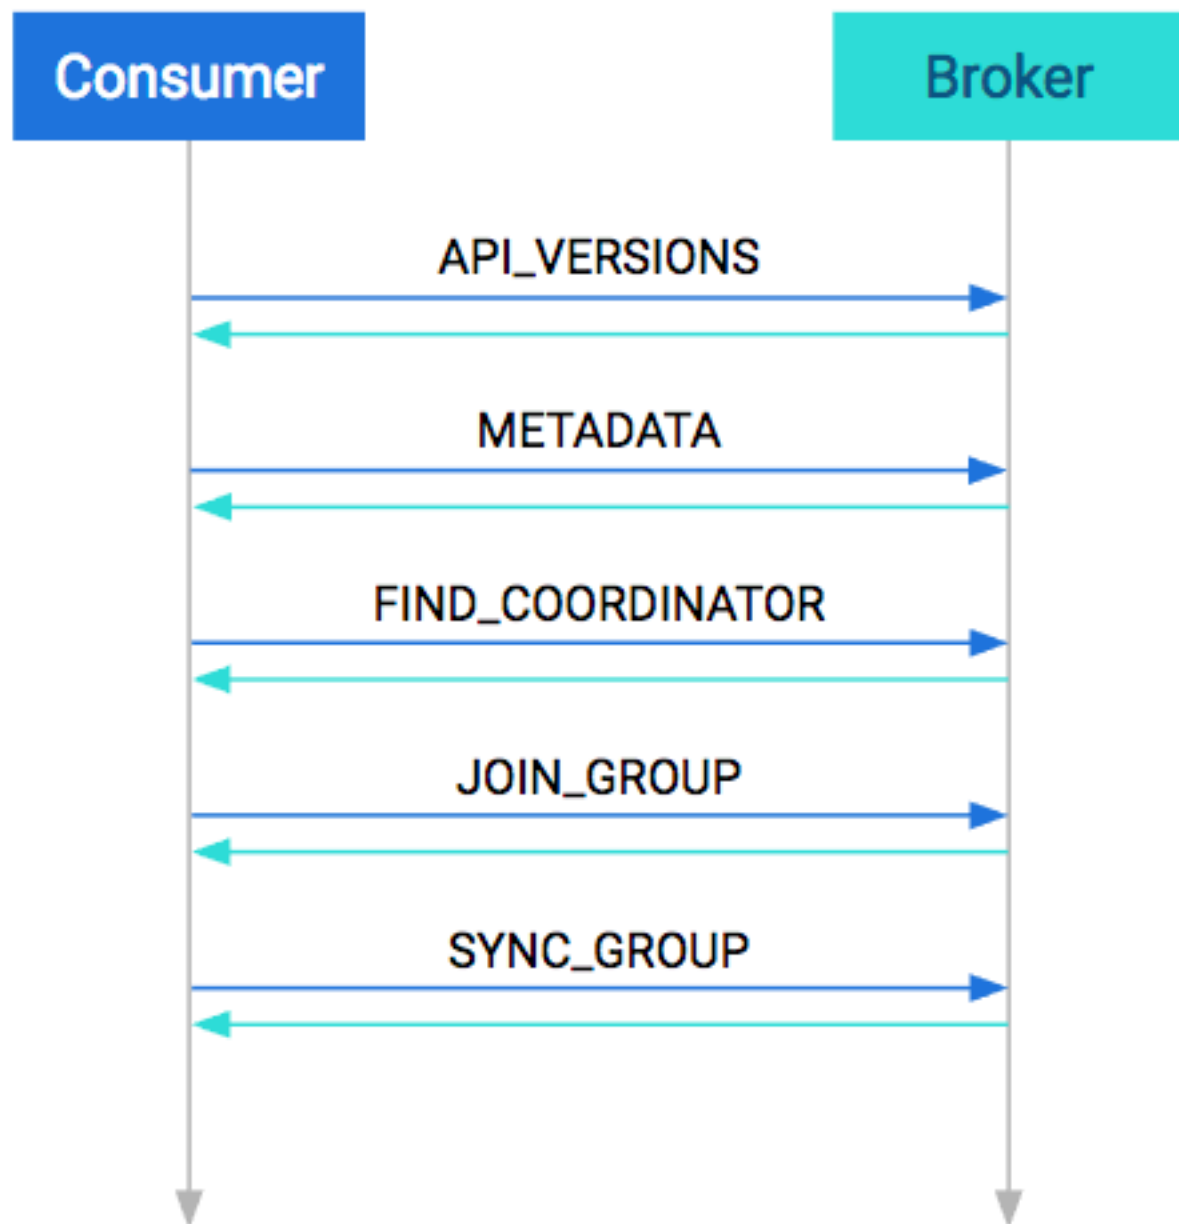 Consumer
Broker
API_VERSIONS
METADATA
FIND_COORDINATOR
JOIN_GROUP
SYNC_GROUP